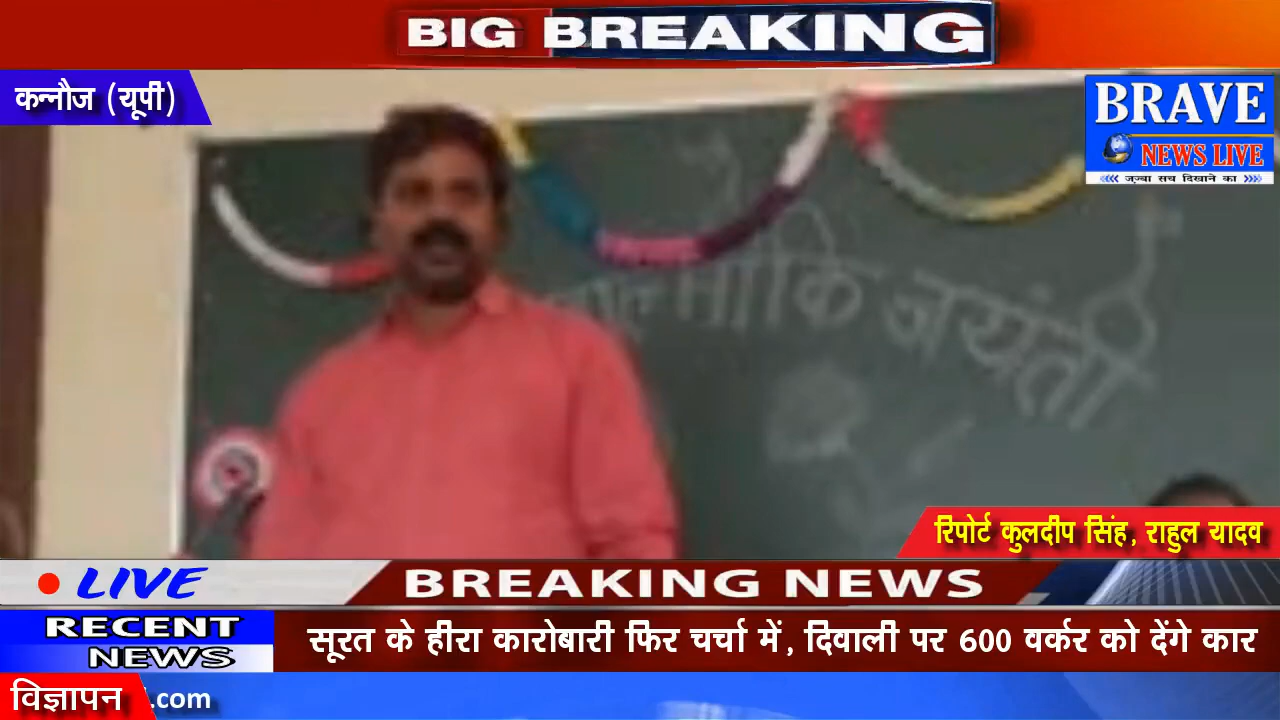 BIG BREAKING
कन्नौज (यूपी)
BRAVE
NEWS LIVE
जज़्बा सच दिखाने का
जयंती
रिपोर्ट कुलदीप सिंह, राहुल यादव
LIVE
BREAKING NEWS
RECENT
NEWS
सूरत के हीरा कारोबारी फिर चर्चा में, दिवाली पर 600 वर्कर को देंगे कार
विज्ञापन
.com